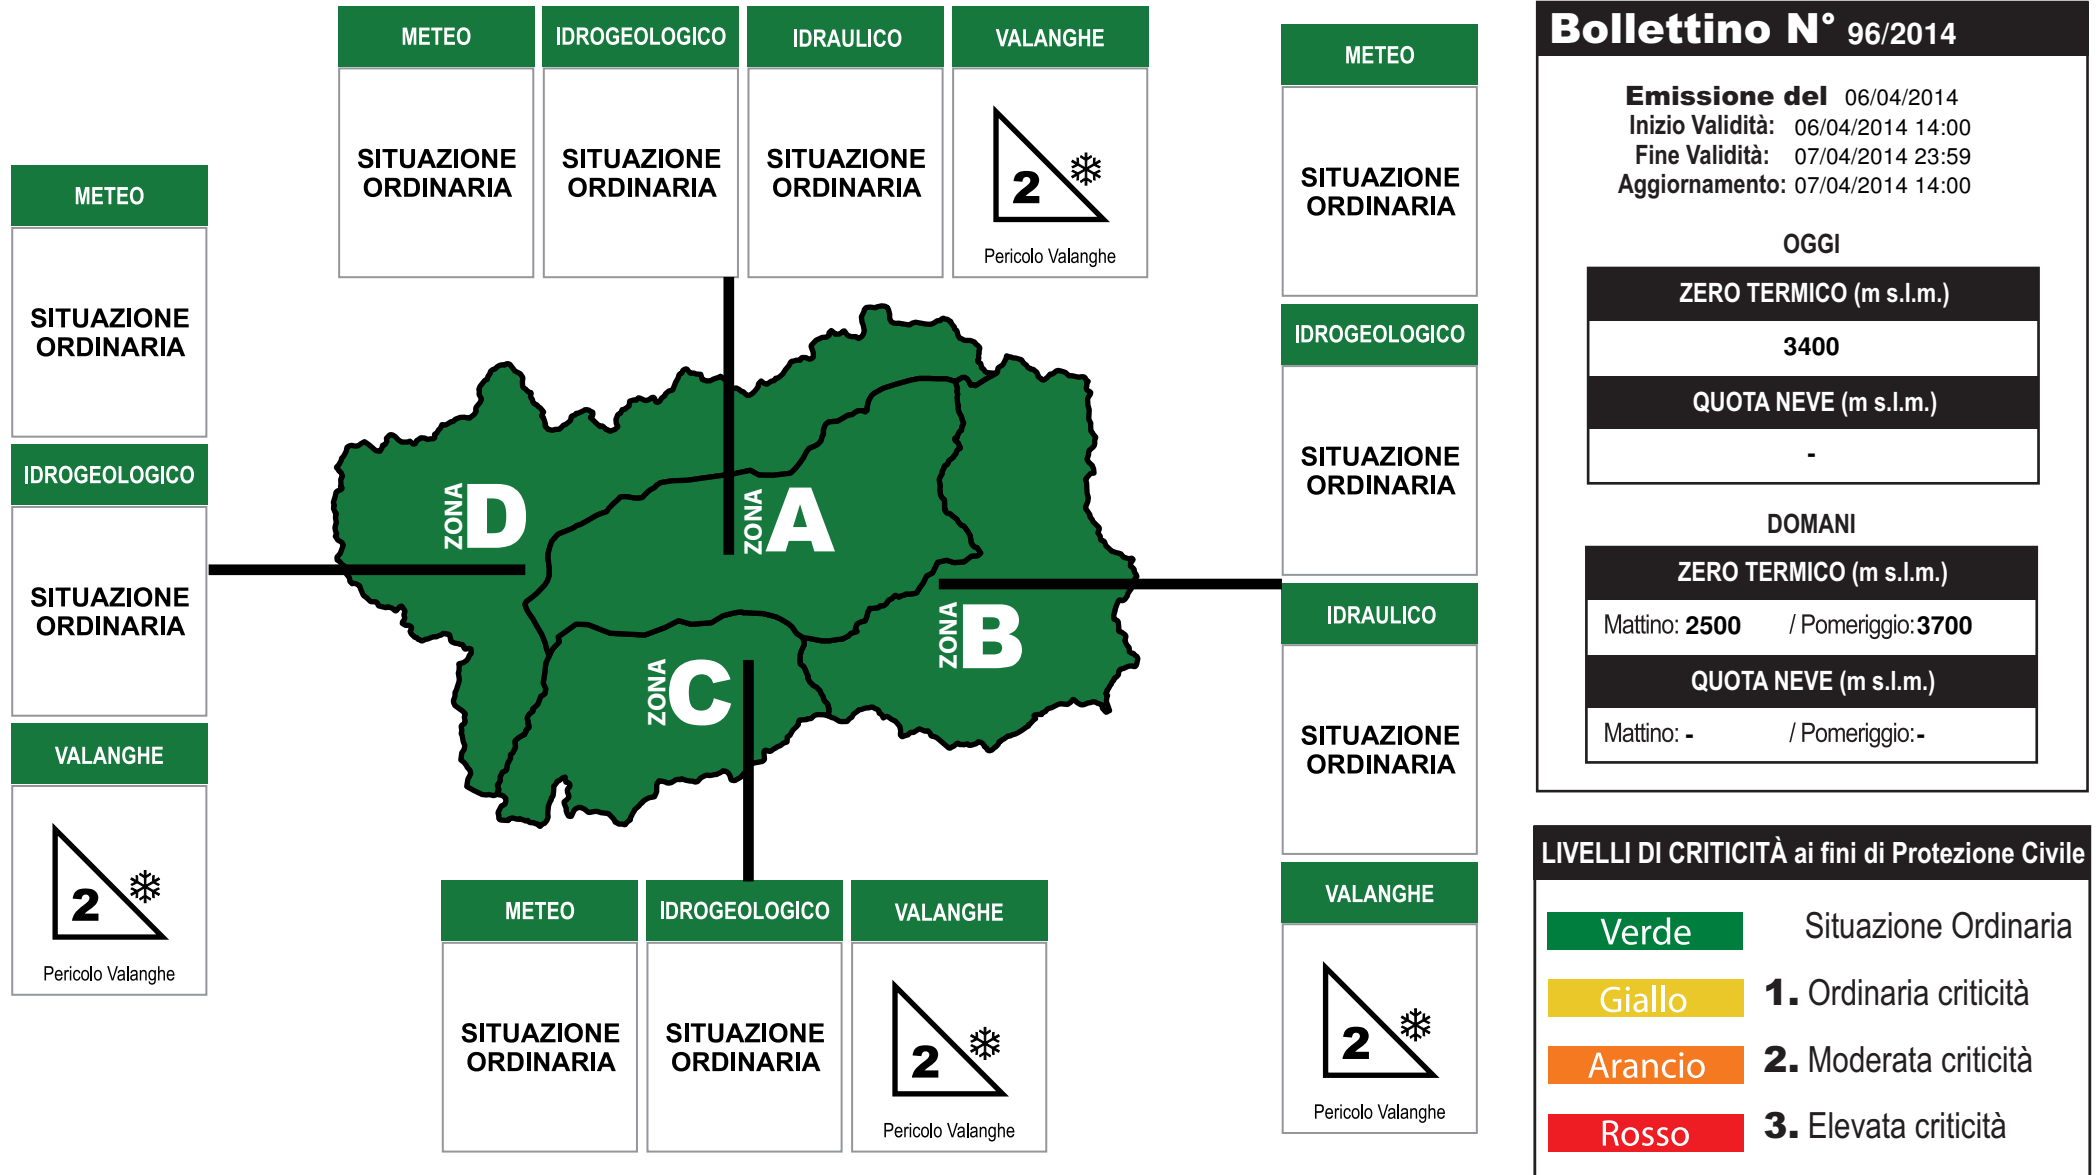 METEO
IDROGEOLOGICO
IDRAULICO
VALANGHE
SITUAZIONE
ORDINARIA
SITUAZIONE
ORDINARIA
SITUAZIONE
ORDINARIA
2
Pericolo Valanghe
METEO
SITUAZIONE
ORDINARIA
IDROGEOLOGICO
SITUAZIONE
ORDINARIA
VALANGHE
2
Pericolo Valanghe
ZONA D
ZONA A
ZONA B
ZONA C
METEO
IDROGEOLOGICO
VALANGHE
SITUAZIONE
ORDINARIA
SITUAZIONE
ORDINARIA
2
Pericolo Valanghe
METEO
SITUAZIONE
ORDINARIA
IDROGEOLOGICO
SITUAZIONE
ORDINARIA
IDRAULICO
SITUAZIONE
ORDINARIA
VALANGHE
2
Pericolo Valanghe
Bollettino N° 96/2014
Emissione del 06/04/2014
Inizio Validità: 06/04/2014 14:00
Fine Validità: 07/04/2014 23:59
Aggiornamento: 07/04/2014 14:00
OGGI
ZERO TERMICO (m s.l.m.)
3400
QUOTA NEVE (m s.l.m.)
-
DOMANI
ZERO TERMICO (m s.l.m.)
Mattino: 2500 / Pomeriggio: 3700
QUOTA NEVE (m s.l.m.)
Mattino: - / Pomeriggio: -
LIVELLI DI CRITICITÀ ai fini di Protezione Civile
Verde Situazione Ordinaria
Giallo 1. Ordinaria criticità
Arancio 2. Moderata criticità
Rosso 3. Elevata criticità